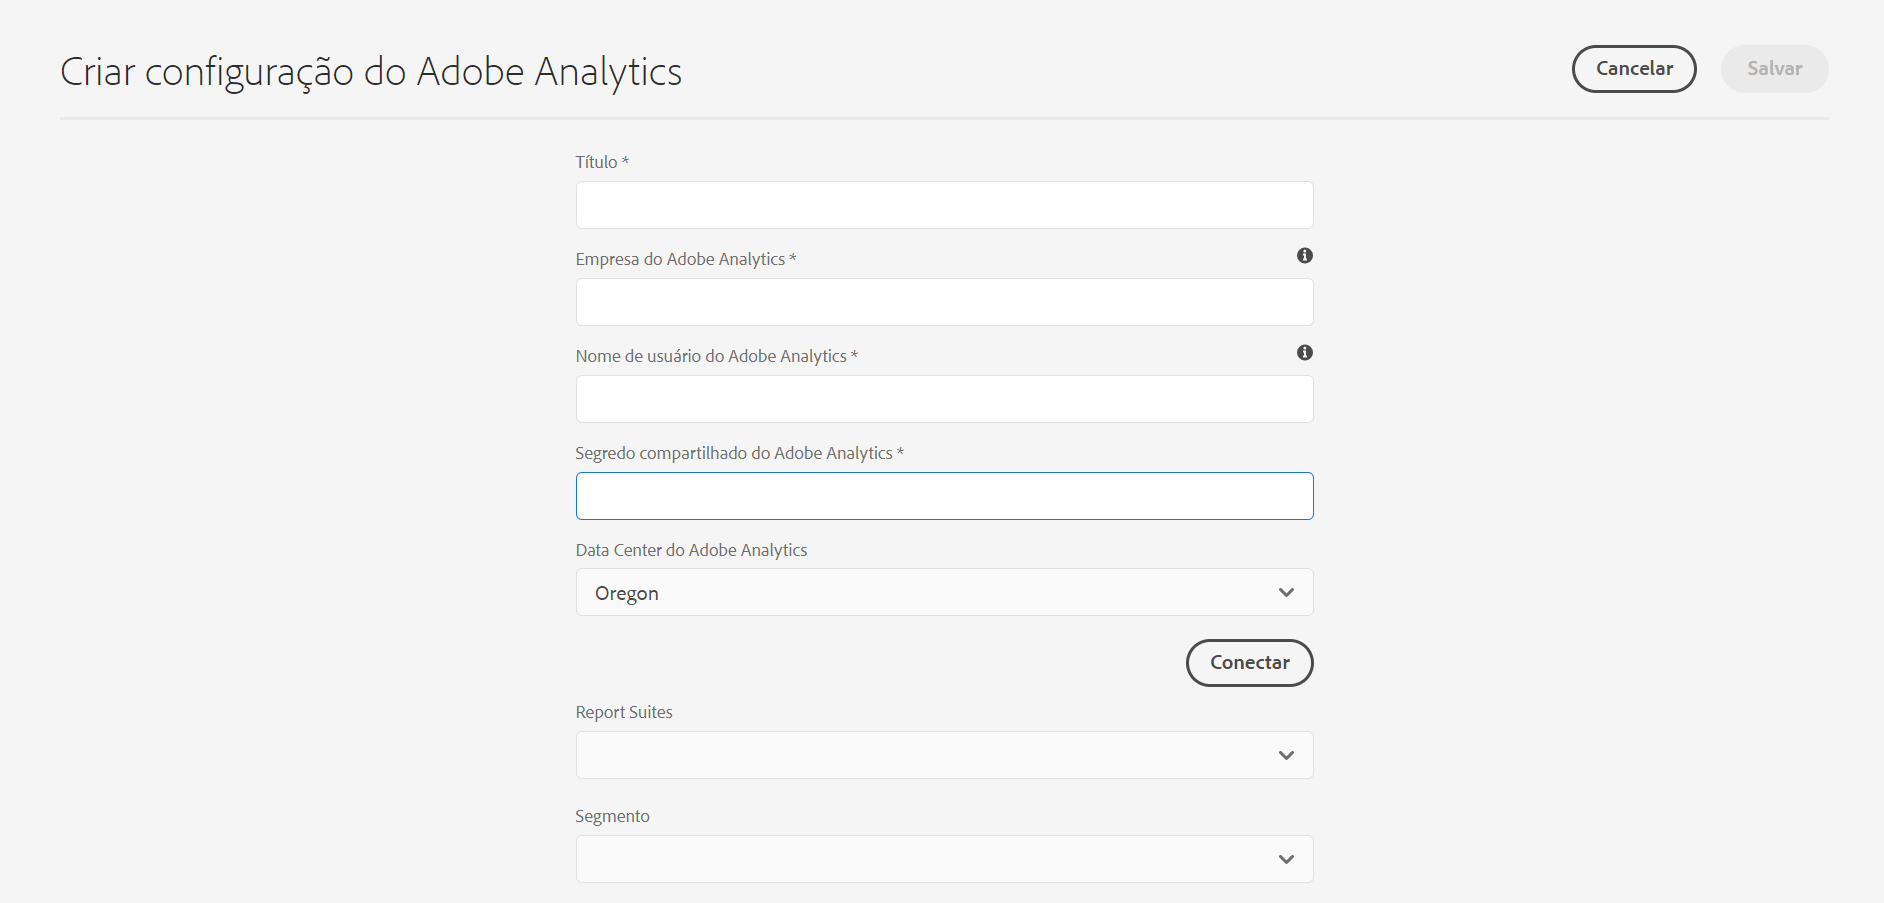 Criar configuração do Adobe Analytics
Cancelar
Salvar
Título *
Empresa do Adobe Analytics *
Nome de usuário do Adobe Analytics *
Segredo compartilhado do Adobe Analytics *
Data Center do Adobe Analytics
Oregon
Conectar
Report Suites
Segmento